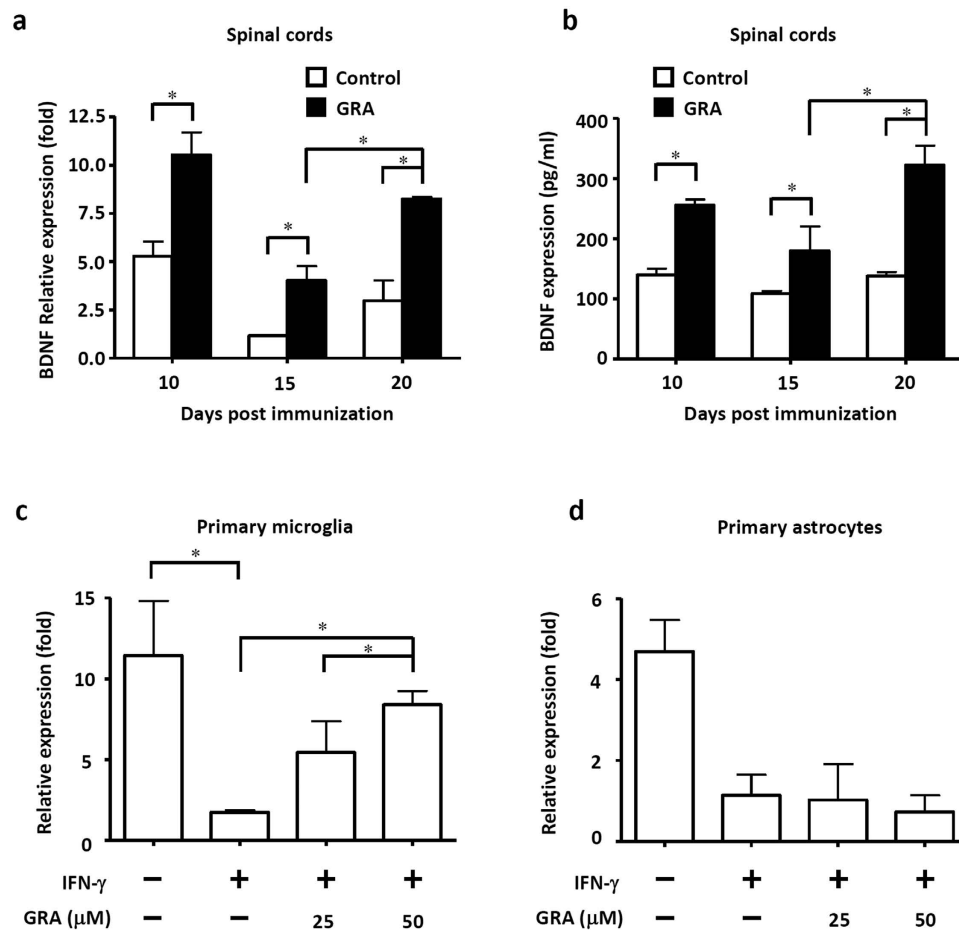 a
Spinal cords
Control
GRA
BDNF Relative expression (fold)
12.5
10.0
7.5
5.0
2.5
0.0
*
*
*
*
10 15 20
Days post immunization
b
Spinal cords
Control
GRA
BDNF expression (pg/ml)
400
300
200
100
0
*
*
*
*
10 15 20
Days post immunization
c
Primary microglia
Relative expression (fold)
15
10
5
0
*
*
*
IFN-γ − + + +
GRA (μM) − − 25 50
d
Primary astrocytes
Relative expression (fold)
6
4
2
0
IFN-γ − + + +
GRA (μM) − − 25 50